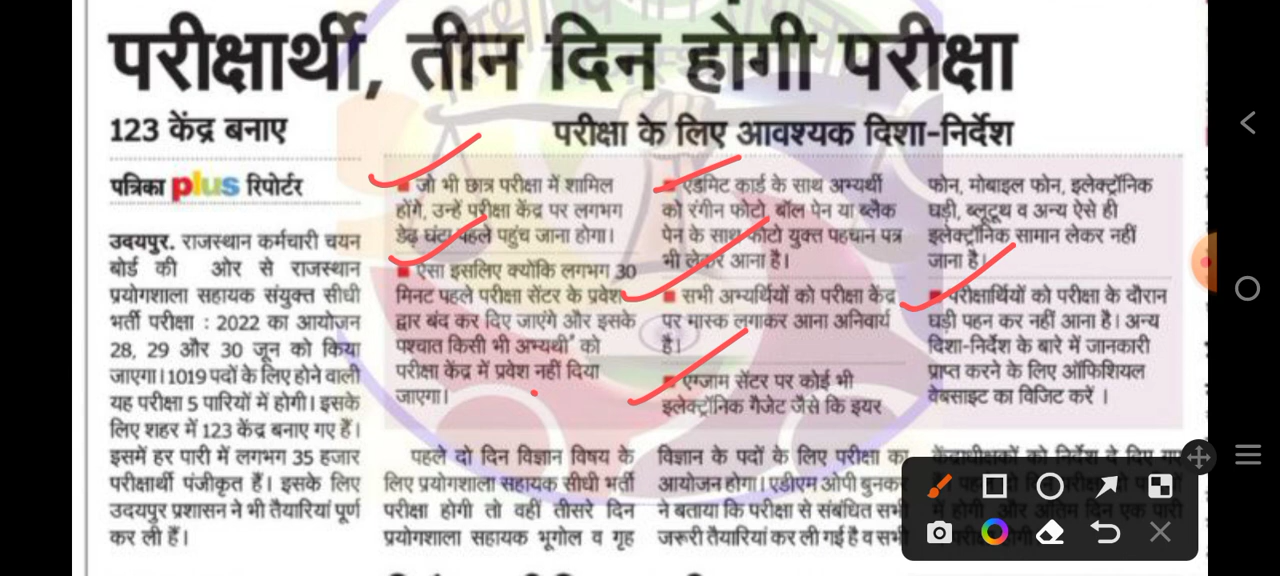 परीक्षार्थी, तीन दिन होगी परीक्षा
123 केंद्र बनाए
पत्रिका plus रिपोर्टर
उदयपुर. राजस्थान कर्मचारी चयन
बोर्ड की ओर से राजस्थान
प्रयोगशाला सहायक संयुक्त सीधी
भर्ती परीक्षा : 2022 का आयोजन
28, 29 और 30 जून को किया
जाएगा। 1019 पदों के लिए होने वाली
यह परीक्षा 5 पारियों में होगी। इसके
लिए शहर में 123 केंद्र बनाए गए हैं।
इसमें हर पारी में लगभग 35 हजार
परीक्षार्थी पंजीकृत हैं। इसके लिए
उदयपुर प्रशासन ने भी तैयारियां पूर्ण
कर ली हैं।
परीक्षा के लिए आवश्यक दिशा-निर्देश
जो भी छात्र परीक्षा में शामिल
होंगे, उन्हें परीक्षा केंद्र पर लगभग
डेढ़ घंटा पहले पहुंच जाना होगा।
ऐसा इसलिए क्योंकि लगभग 30
मिनट पहले परीक्षा सेंटर के प्रवेश
द्वार बंद कर दिए जाएंगे और इसके
पश्चात किसी भी अभ्यर्थी को
परीक्षा केंद्र में प्रवेश नहीं दिया
जाएगा।
एडमिट कार्ड के साथ अभ्यर्थी
को रंगीन फोटो, बॉल पेन या ब्लैक
पेन के साथ फोटो युक्त पहचान पत्र
भी लेकर आना है।
सभी अभ्यर्थियों को परीक्षा केंद्र
पर मास्क लगाकर आना अनिवार्य
है।
एग्जाम सेंटर पर कोई भी
इलेक्ट्रॉनिक गैजेट जैसे कि इयर
फोन, मोबाइल फोन, इलेक्ट्रॉनिक
घड़ी, ब्लूटूथ व अन्य ऐसे ही
इलेक्ट्रॉनिक सामान लेकर नहीं
जाना है।
परीक्षार्थियों को परीक्षा के दौरान
घड़ी पहन कर नहीं आना है। अन्य
दिशा-निर्देश के बारे में जानकारी
प्राप्त करने के लिए ऑफिशियल
वेबसाइट का विजिट करें ।
पहले दो दिन विज्ञान विषय के
लिए प्रयोगशाला सहायक सीधी भर्ती
परीक्षा होगी तो वहीं तीसरे दिन
प्रयोगशाला सहायक भूगोल व गृह
विज्ञान के पदों के लिए परीक्षा का
आयोजन होगा। एडीएम ओपी बुनकर
ने बताया कि परीक्षा से संबंधित सभी
जरूरी तैयारियां कर ली गई है व सभी